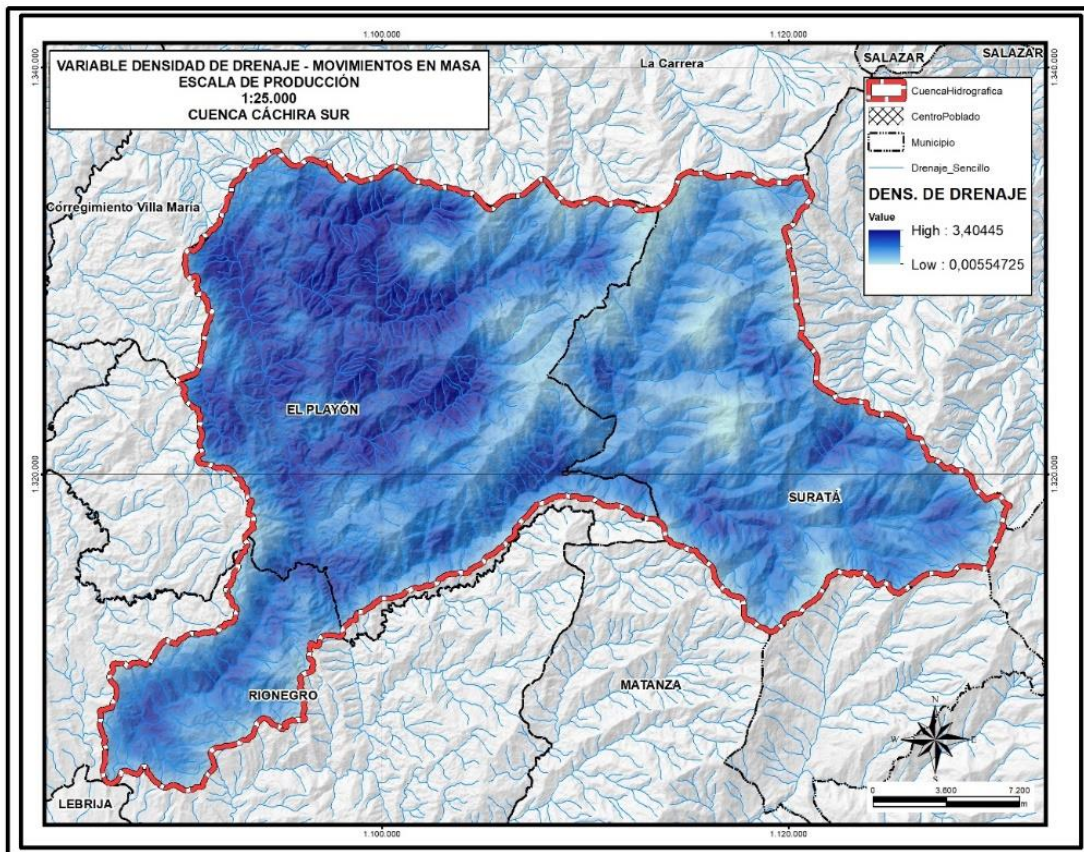 1.100.000
1.120.000
VARIABLE DENSIDAD DE DRENAJE - MOVIMIENTOS EN MASA
ESCALA DE PRODUCCIÓN
1:25.000
CUENCA CÁCHIRA SUR
La Carrera
SALAZAR
SALAZAR
1.340.000
1.340.000
CuencaHidrografica
CentroPoblado
Municipio
Drenaje_Sencillo
DENS. DE DRENAJE
Value
High : 3,40445
Low : 0,00554725
Corregimiento Villa María
EL PLAYÓN
1.320.000
1.320.000
SURATÁ
RIONEGRO
MATANZA
LEBRIJA
N
W
E
S
0 3.600 7.200
m
1.100.000
1.120.000